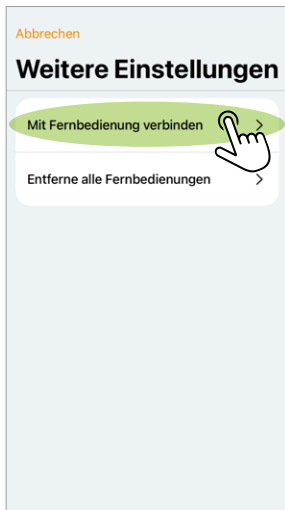 Abbrechen
Weitere Einstellungen
Mit Fernbedienung verbinden
Entferne alle Fernbedienungen